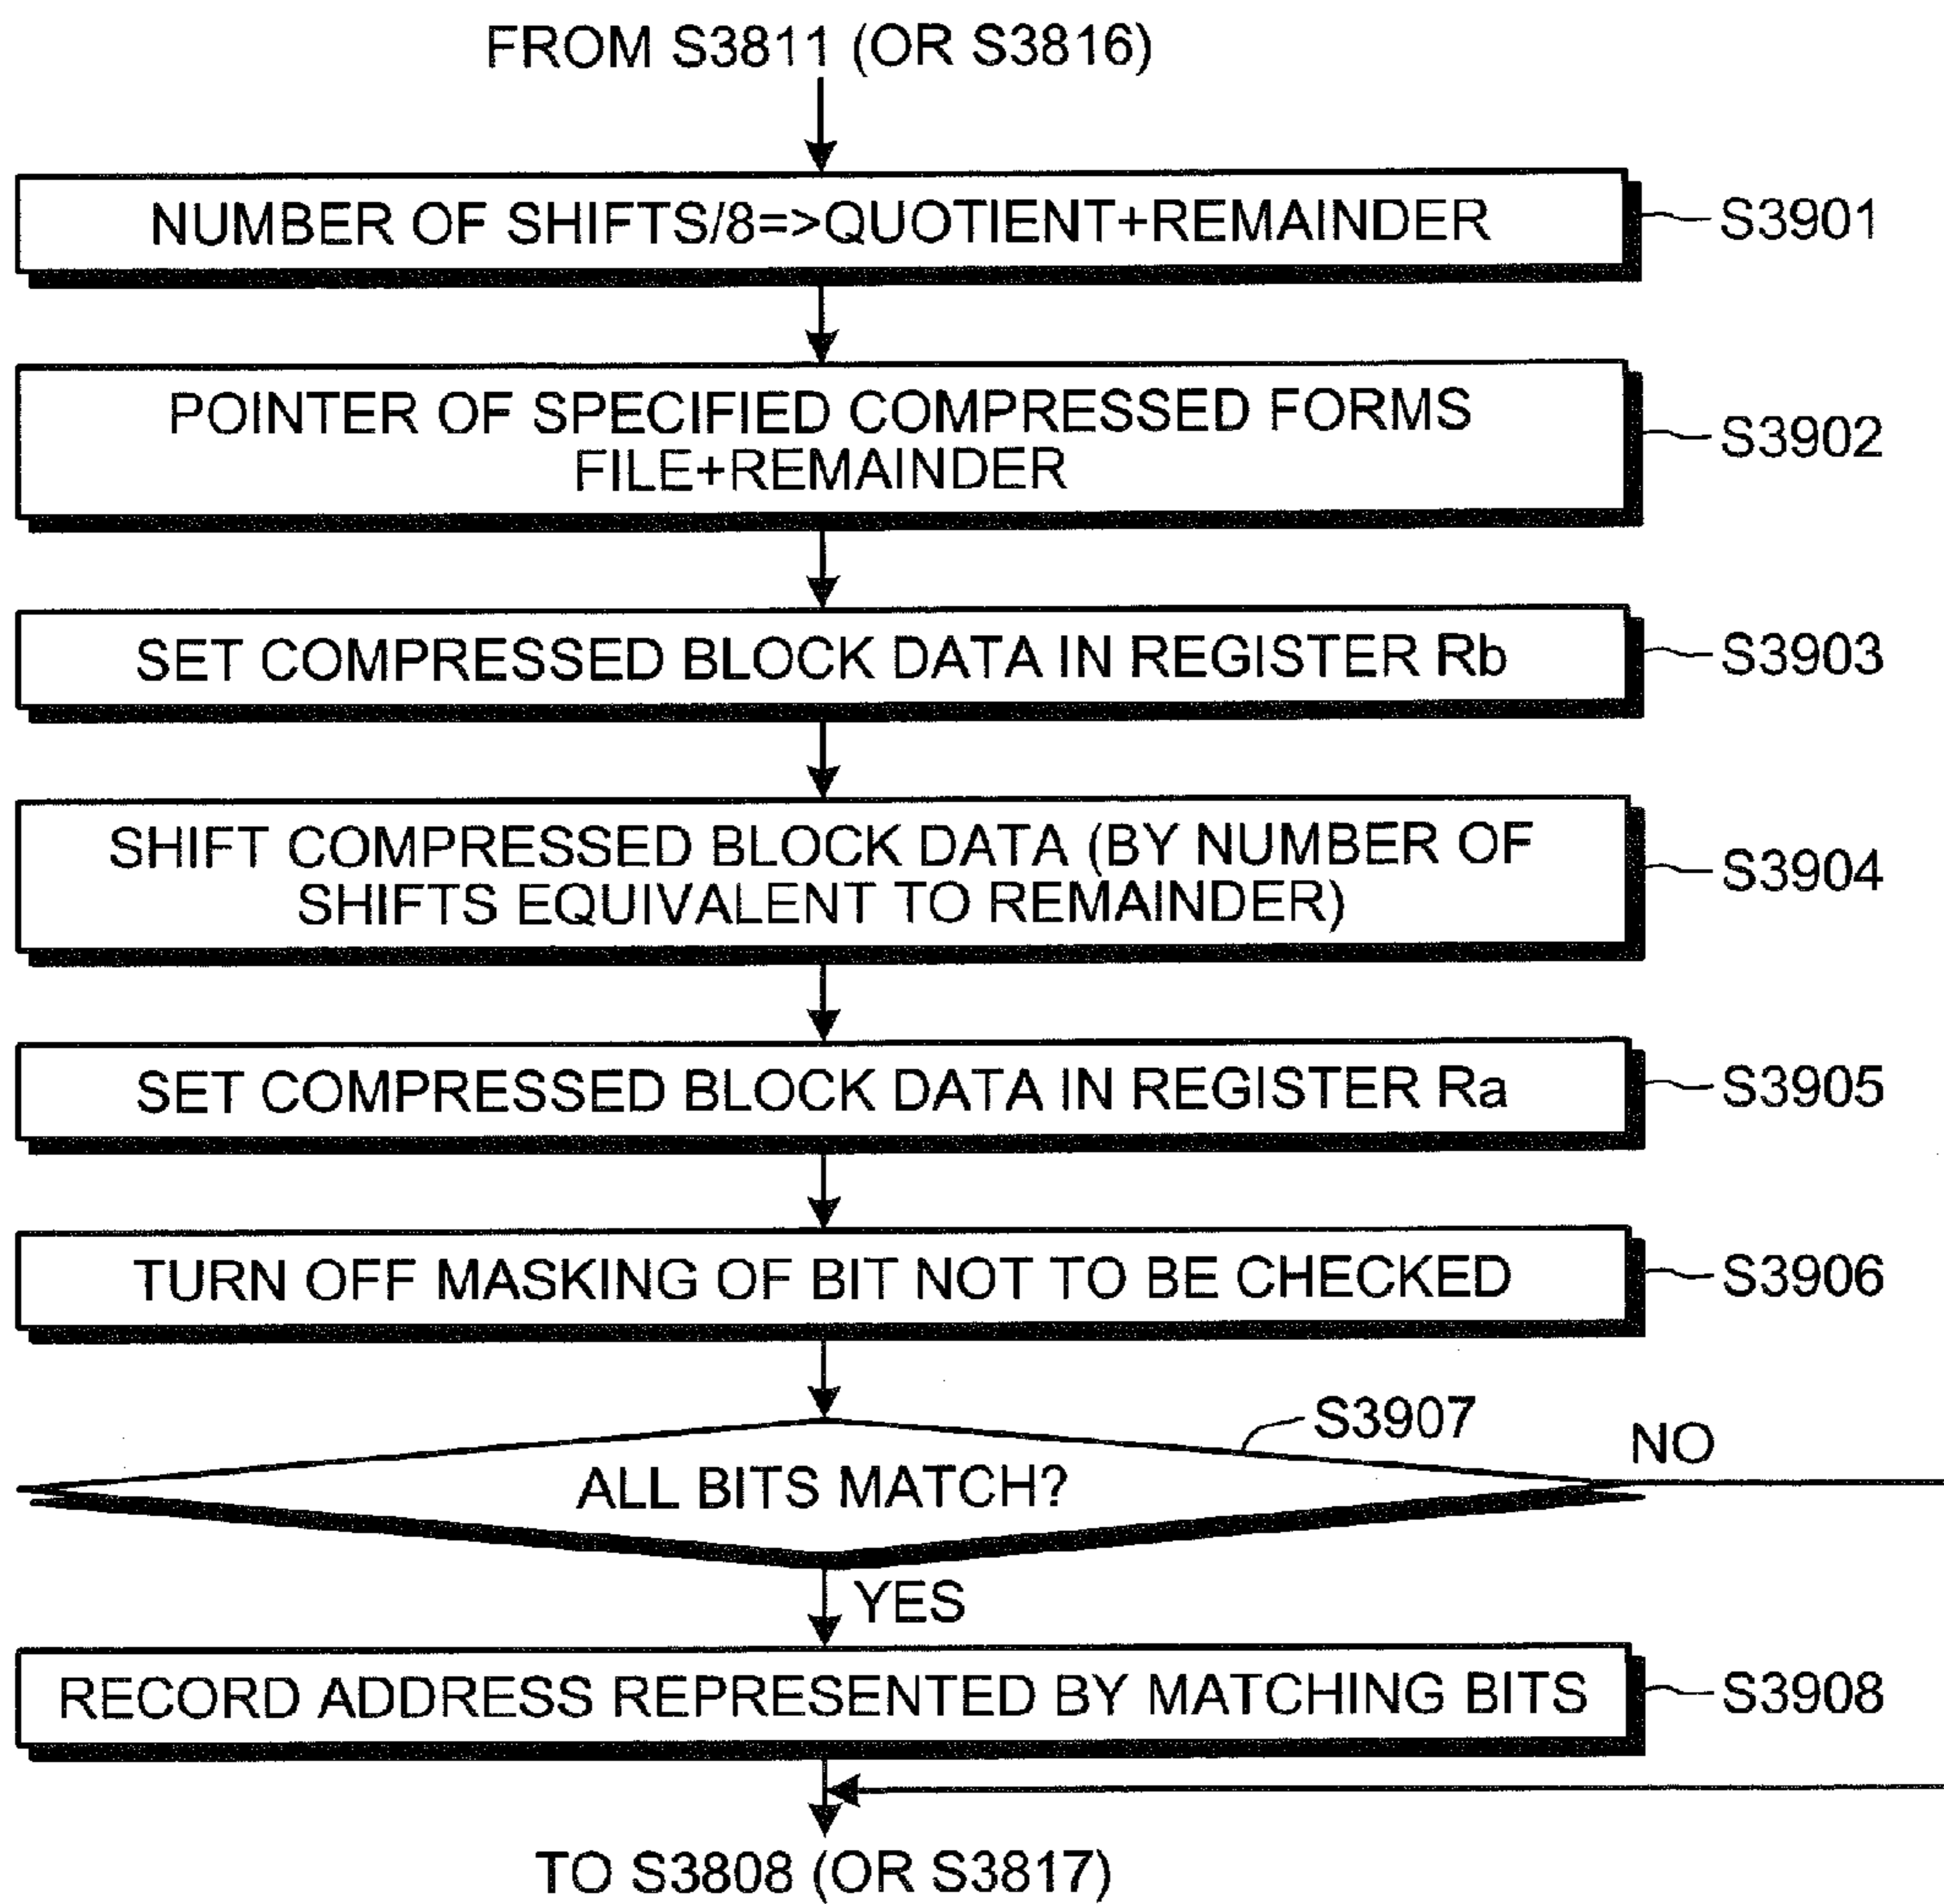 FROM S3811 (OR S3816)
NUMBER OF SHIFTS/8=>QUOTIENT+REMAINDER
S3901
POINTER OF SPECIFIED COMPRESSED FORMS
FILE+REMAINDER
S3902
SET COMPRESSED BLOCK DATA IN REGISTER Rb
S3903
SHIFT COMPRESSED BLOCK DATA (BY NUMBER OF
SHIFTS EQUIVALENT TO REMAINDER)
S3904
SET COMPRESSED BLOCK DATA IN REGISTER Ra
S3905
TURN OFF MASKING OF BIT NOT TO BE CHECKED
S3906
S3907
NO
ALL BITS MATCH?
YES
RECORD ADDRESS REPRESENTED BY MATCHING BITS
S3908
TO S3808 (OR S3817)